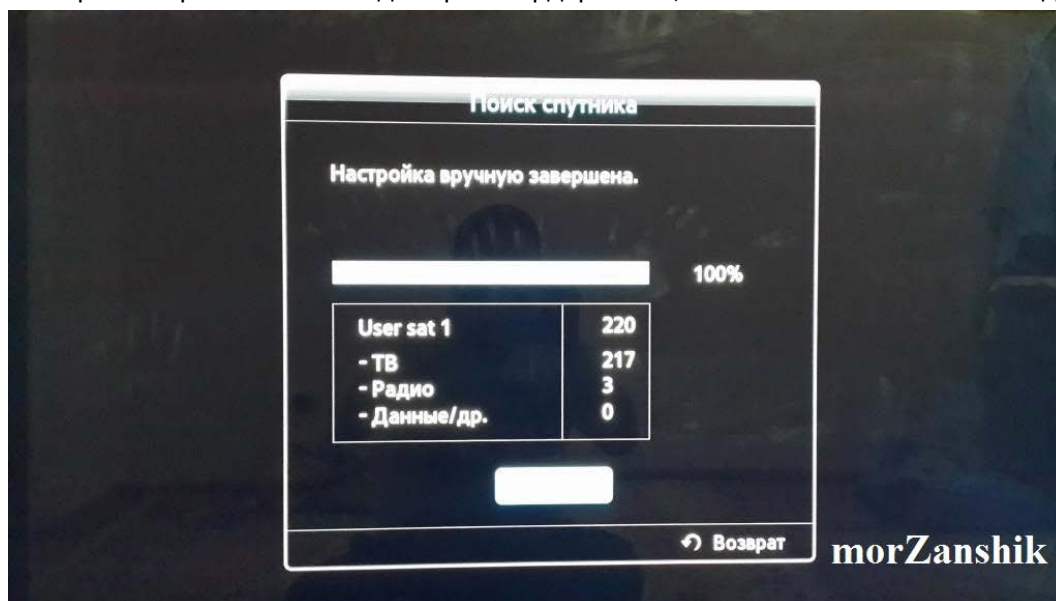 Поиск спутника
Настройка вручную завершена.
100%
User sat 1 220
- ТВ 217
- Радио 3
- Данные/др. 0
Возврат
morZanshik